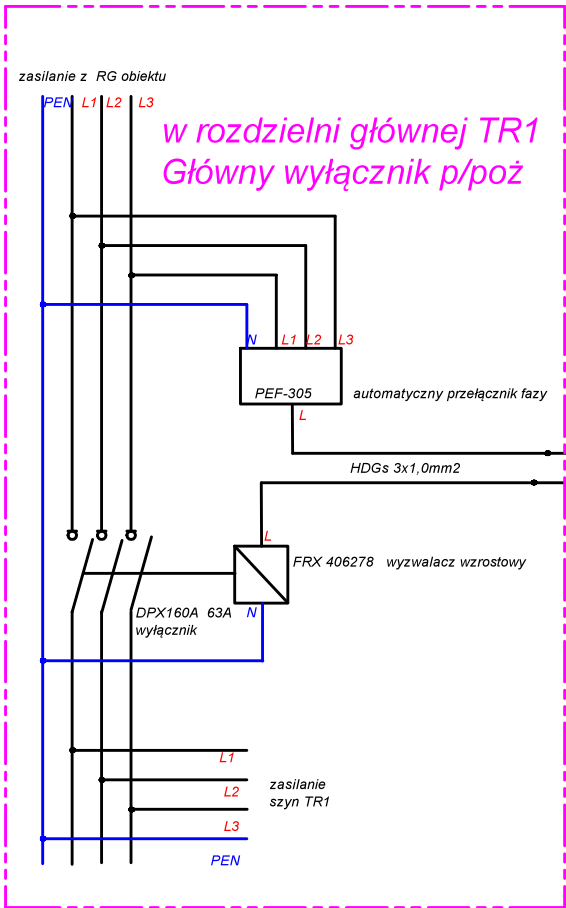 zasilanie z RG obiektu
PEN L1 L2 L3
w rozdzielni głównej TR1
Główny wyłącznik p/poż
N L1 L2 L3
PEF-305 automatyczny przełącznik fazy
L
HDGs 3x1,0mm2
L
FRX 406278 wyzwalacz wzrostowy
DPX160A 63A N
wyłącznik
L1
zasilanie
L2
szyn TR1
L3
PEN